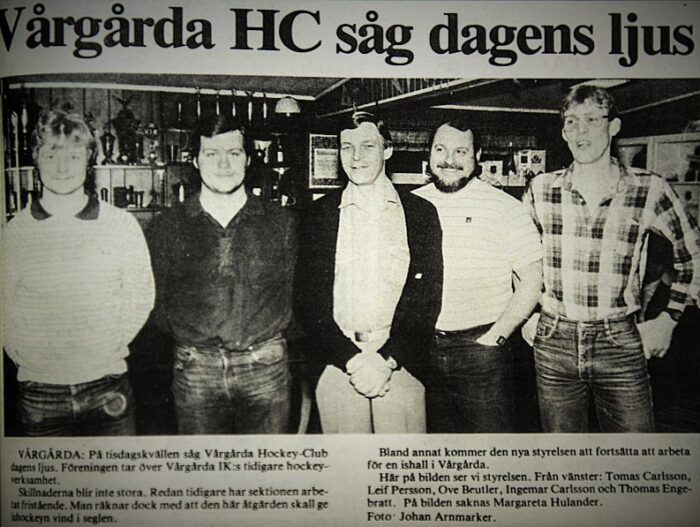 Vårgårda HC såg dagens ljus
VÅRGÅRDA: På tisdagskvällen såg Vårgårda Hockey-Club
dagens ljus. Föreningen tar över Vårgårda IK:s tidigare hockey-
verksamhet.
Skillnaderna blir inte stora. Redan tidigare har sektionen arbe-
tat fristående. Man räknar dock med att den här åtgärden skall ge
ishockeyn vind i seglen.
Bland annat kommer den nya styrelsen att fortsätta att arbeta
för en ishall i Vårgårda.
Här på bilden ser vi styrelsen. Från vänster: Tomas Carlsson,
Leif Persson, Ove Beutler, Ingemar Carlsson och Thomas Enge-
bratt. På bilden saknas Margareta Hulander.
Foto: Johan Arnmarker.